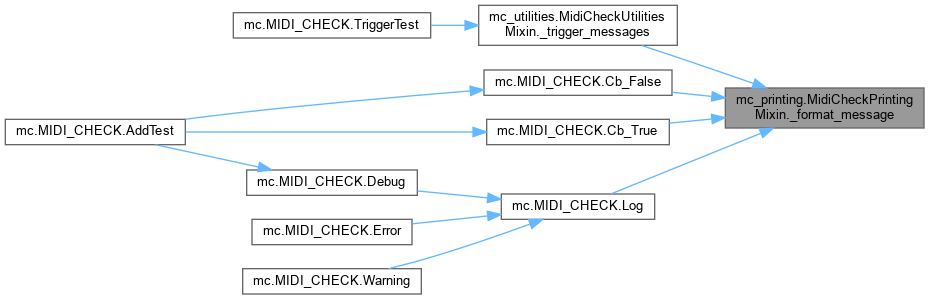 mc.MIDI_CHECK.TriggerTest
mc_utilities.MidiCheckUtilities
Mixin._trigger_messages
mc.MIDI_CHECK.Cb_False
mc_printing.MidiCheckPrinting
Mixin._format_message
mc.MIDI_CHECK.AddTest
mc.MIDI_CHECK.Cb_True
mc.MIDI_CHECK.Debug
mc.MIDI_CHECK.Log
mc.MIDI_CHECK.Error
mc.MIDI_CHECK.Warning